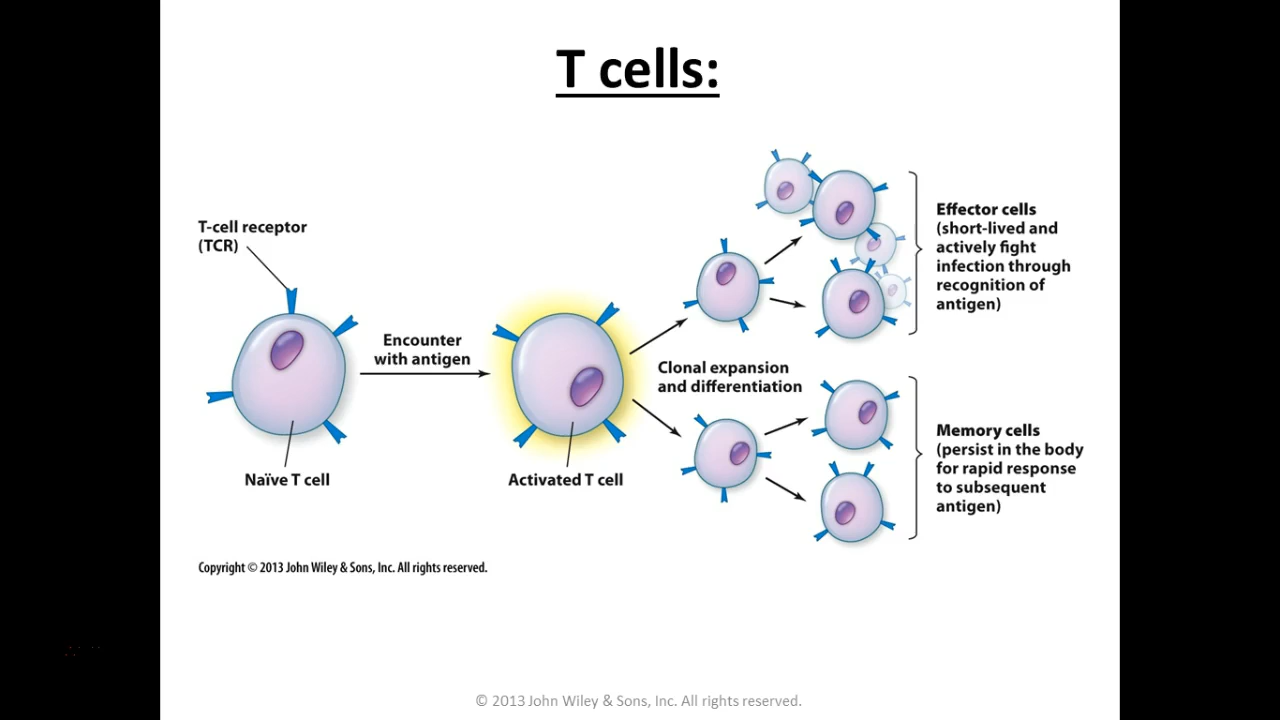 T cells:
T-cell receptor
(TCR)
Encounter
with antigen
Naïve T cell
Activated T cell
Clonal expansion
and differentiation
Effector cells
(short-lived and
actively fight
infection through
recognition of
antigen)
Memory cells
(persist in the body
for rapid response
to subsequent
antigen)
Copyright © 2013 John Wiley & Sons, Inc. All rights reserved.
© 2013 John Wiley & Sons, Inc. All rights reserved.